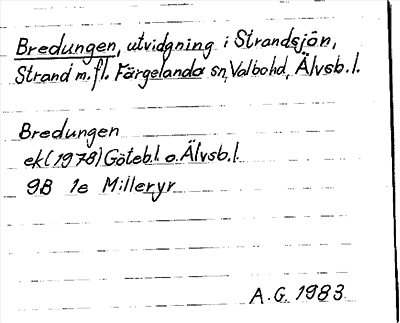 Bredungen, utvidgning i Strandsjön,
Strand m.fl. Färgelanda sn, Valbohd, Älvsb.l.
Bredungen
ek(1978) Göteb.l. o. Älvsb.l.
9B 1e Milleryr
A.G. 1983